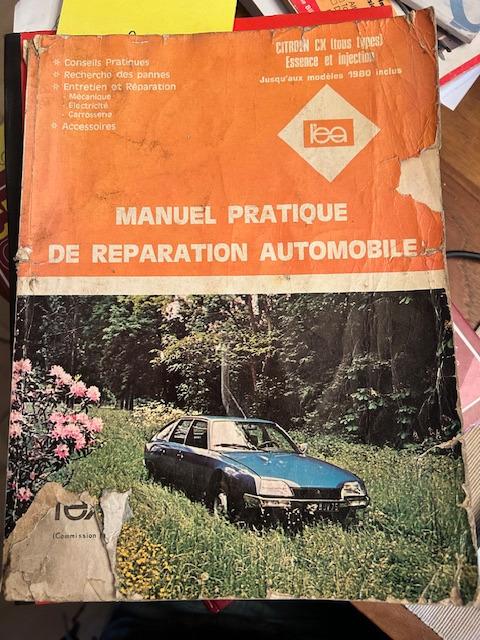 CITROËN CX (tous types)
Essence et injection
Jusqu'aux modèles 1980 inclus
* Conseils Pratiques
* Recherche des pannes
* Entretien et Réparation
- Mécanique
- Electricité
- Carrosserie
* Accessoires
l'ea
MANUEL PRATIQUE
DE REPARATION AUTOMOBILE
(Commission